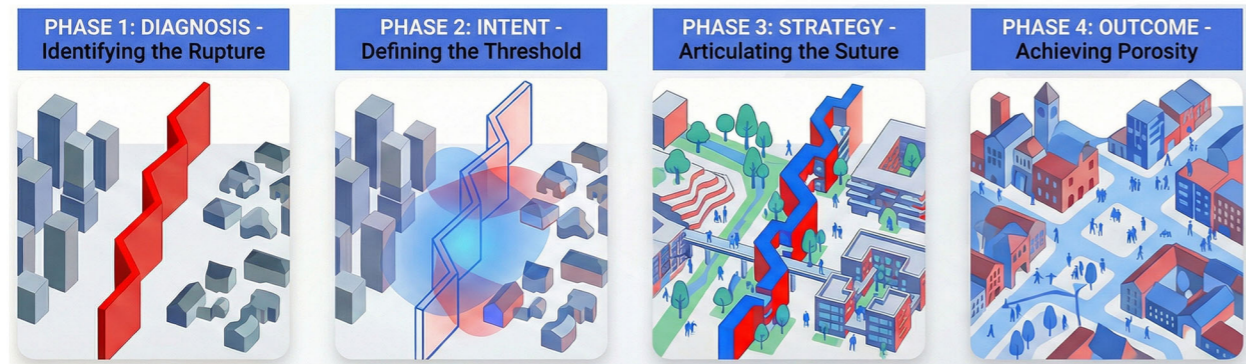 PHASE 1: DIAGNOSIS -
Identifying the Rupture
PHASE 2: INTENT -
Defining the Threshold
PHASE 3: STRATEGY -
Articulating the Suture
PHASE 4: OUTCOME -
Achieving Porosity